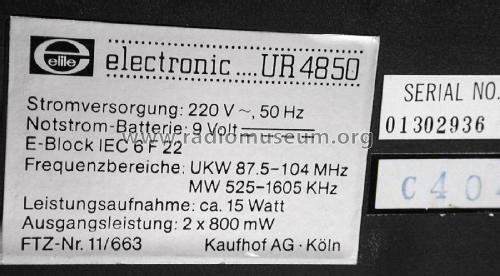 elite
electronic .... UR 4850
Stromversorgung: 220 V ~, 50 Hz
Notstrom-Batterie: 9 Volt
E-Block IEC 6 F 22
Frequenzbereiche: UKW 87.5–104 MHz
MW 525–1605 KHz
Leistungsaufnahme: ca. 15 Watt
Ausgangsleistung: 2 x 800 mW
FTZ-Nr. 11/663 Kaufhof AG · Köln
SERIAL NO.
01302936
C40
www.radiomuseum.org